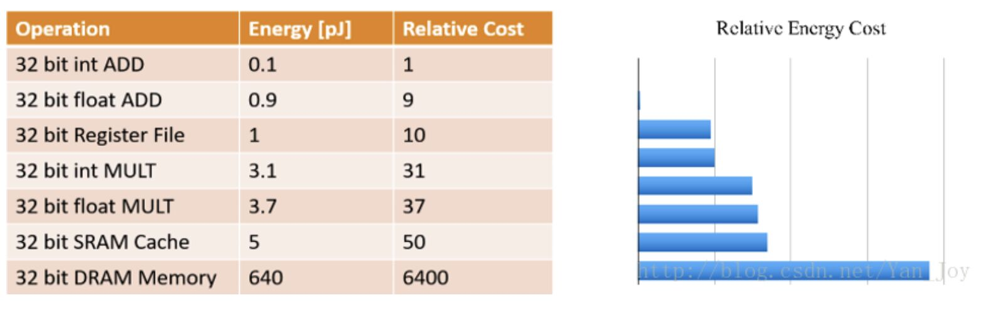 Operation Energy [pJ] Relative Cost
32 bit int ADD 0.1 1
32 bit float ADD 0.9 9
32 bit Register File 1 10
32 bit int MULT 3.1 31
32 bit float MULT 3.7 37
32 bit SRAM Cache 5 50
32 bit DRAM Memory 640 6400
Relative Energy Cost
http://blog.csdn.net/Yan_Joy